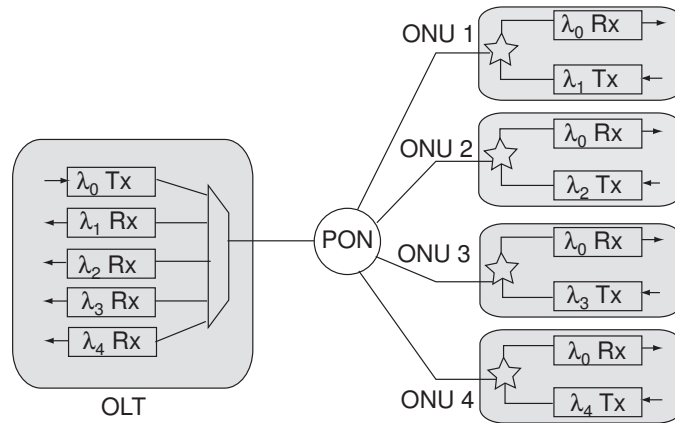 λ₀ Tx
λ₁ Rx
λ₂ Rx
λ₃ Rx
λ₄ Rx
OLT
PON
ONU 1
λ₀ Rx
λ₁ Tx
ONU 2
λ₀ Rx
λ₂ Tx
ONU 3
λ₀ Rx
λ₃ Tx
ONU 4
λ₀ Rx
λ₄ Tx